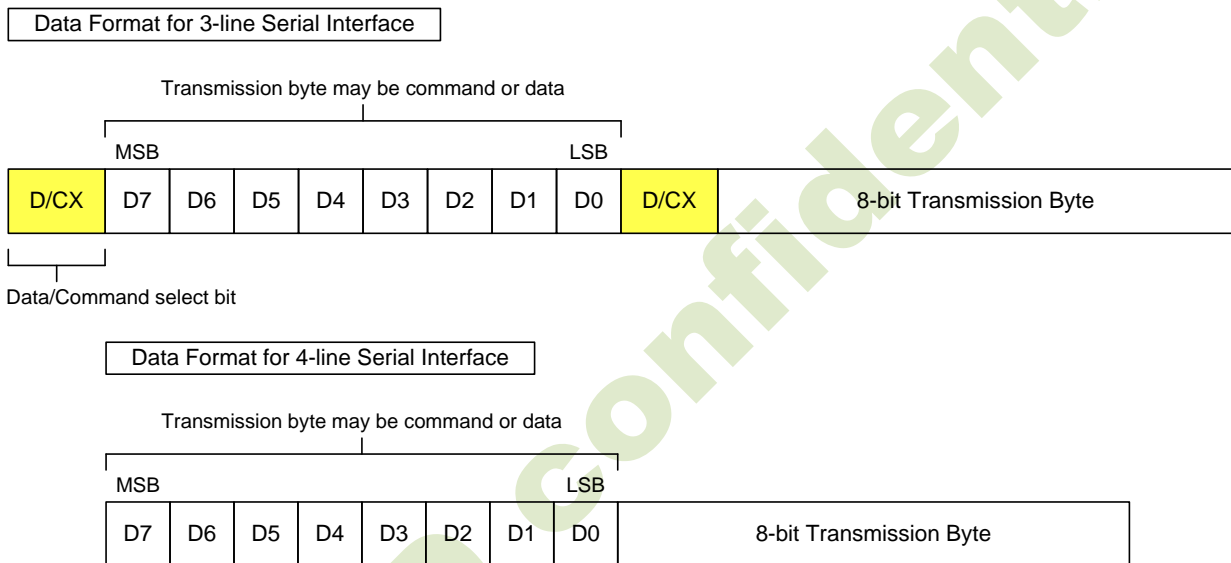 Data Format for 3-line Serial Interface
Transmission byte may be command or data
MSB LSB
D/CX D7 D6 D5 D4 D3 D2 D1 D0 D/CX 8-bit Transmission Byte
Data/Command select bit
Data Format for 4-line Serial Interface
Transmission byte may be command or data
MSB LSB
D7 D6 D5 D4 D3 D2 D1 D0 8-bit Transmission Byte